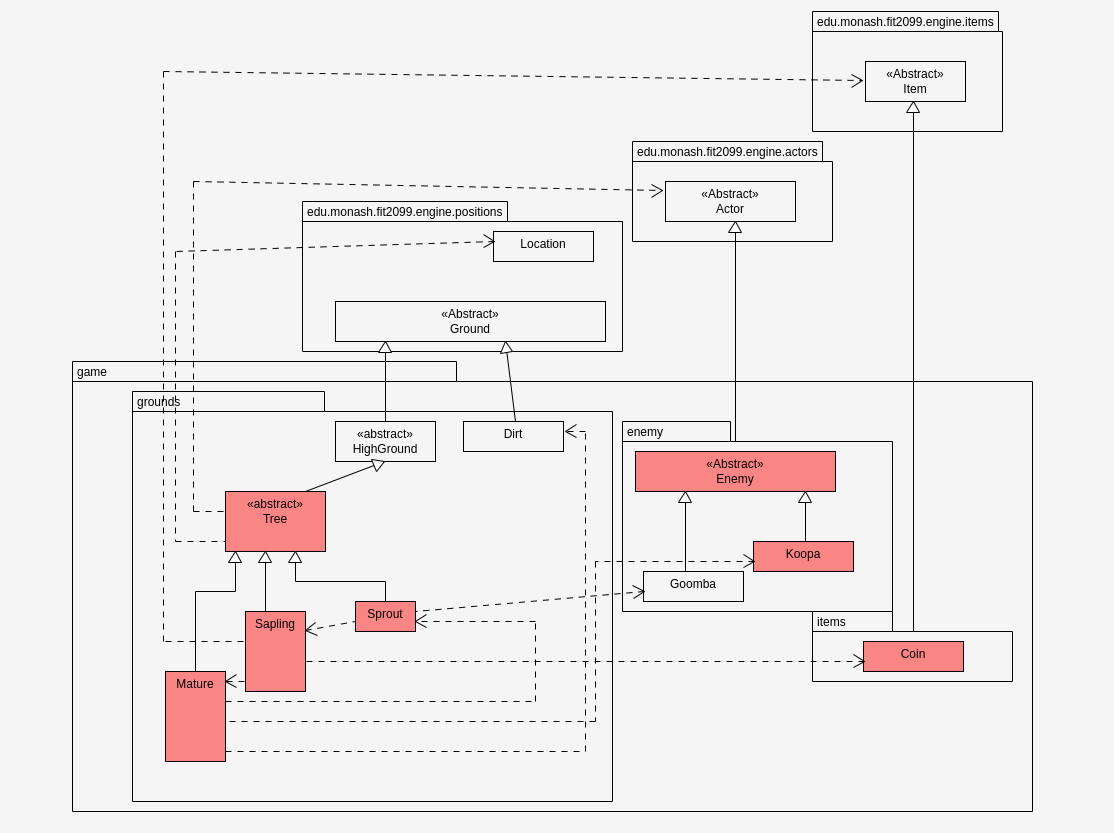 edu.monash.fit2099.engine.items
«Abstract»
Item
edu.monash.fit2099.engine.actors
«Abstract»
Actor
edu.monash.fit2099.engine.positions
Location
«Abstract»
Ground
game
grounds
«abstract»
HighGround
Dirt
enemy
«Abstract»
Enemy
«abstract»
Tree
Koopa
Goomba
Sprout
Sapling
items
Coin
Mature